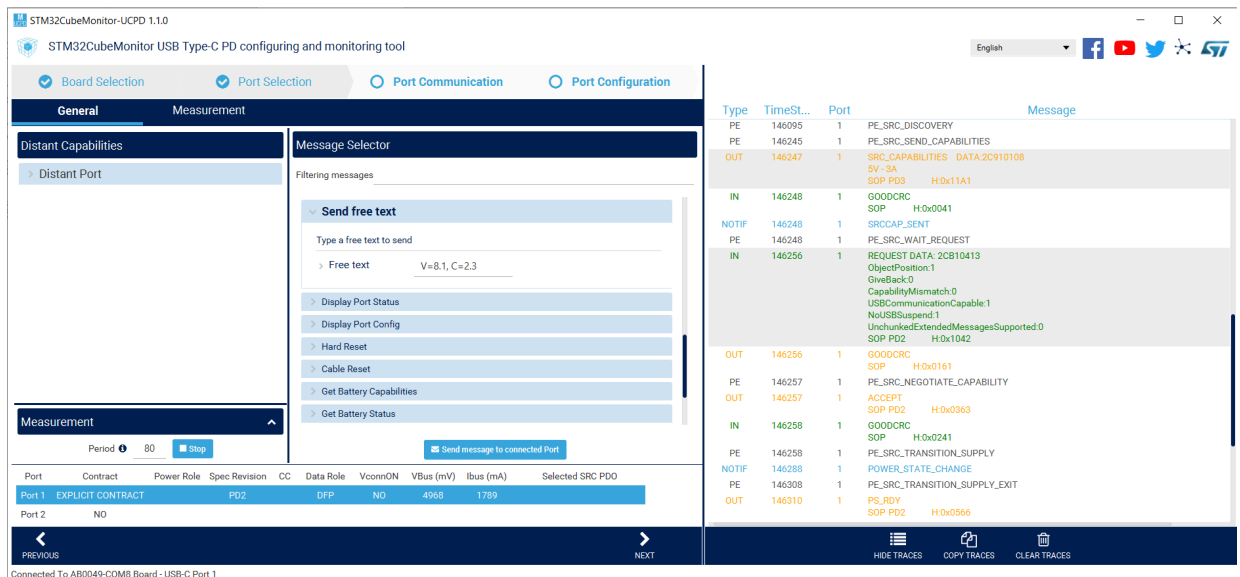 STM32CubeMonitor-UCPD 1.1.0
STM32CubeMonitor USB Type-C PD configuring and monitoring tool
English
Board Selection
Port Selection
Port Communication
Port Configuration
General
Measurement
Distant Capabilities
Distant Port
Message Selector
Filtering messages
Send free text
Type a free text to send
Free text
V=8.1, C=2.3
Display Port Status
Display Port Config
Hard Reset
Cable Reset
Get Battery Capabilities
Get Battery Status
Send message to connected Port
Measurement
Period 80 Stop
Port Contract Power Role Spec Revision CC Data Role VconnON VBus (mV) Ibus (mA) Selected SRC PDO
Port 1 EXPLICIT CONTRACT PD2 DFP NO 4968 1789
Port 2 NO
PREVIOUS
NEXT
Connected To AB0049-COM8 Board - USB-C Port 1
Type TimeSt... Port Message
PE 146095 1 PE_SRC_DISCOVERY
PE 146245 1 PE_SRC_SEND_CAPABILITIES
OUT 146247 1 SRC_CAPABILITIES DATA:2C910108
5V - 3A
SOP PD3 H:0x11A1
IN 146248 1 GOODCRC
SOP H:0x0041
NOTIF 146248 1 SRCCAP_SENT
PE 146248 1 PE_SRC_WAIT_REQUEST
IN 146256 1 REQUEST DATA: 2CB10413
ObjectPosition:1
GiveBack:0
CapabilityMismatch:0
USBCommunicationCapable:1
NoUSBSuspend:1
UnchunkedExtendedMessagesSupported:0
SOP PD2 H:0x1042
OUT 146256 1 GOODCRC
SOP H:0x0161
PE 146257 1 PE_SRC_NEGOTIATE_CAPABILITY
OUT 146257 1 ACCEPT
SOP PD2 H:0x0363
IN 146258 1 GOODCRC
SOP H:0x0241
PE 146258 1 PE_SRC_TRANSITION_SUPPLY
NOTIF 146288 1 POWER_STATE_CHANGE
PE 146308 1 PE_SRC_TRANSITION_SUPPLY_EXIT
OUT 146310 1 PS_RDY
SOP PD2 H:0x0566
HIDE TRACES
COPY TRACES
CLEAR TRACES